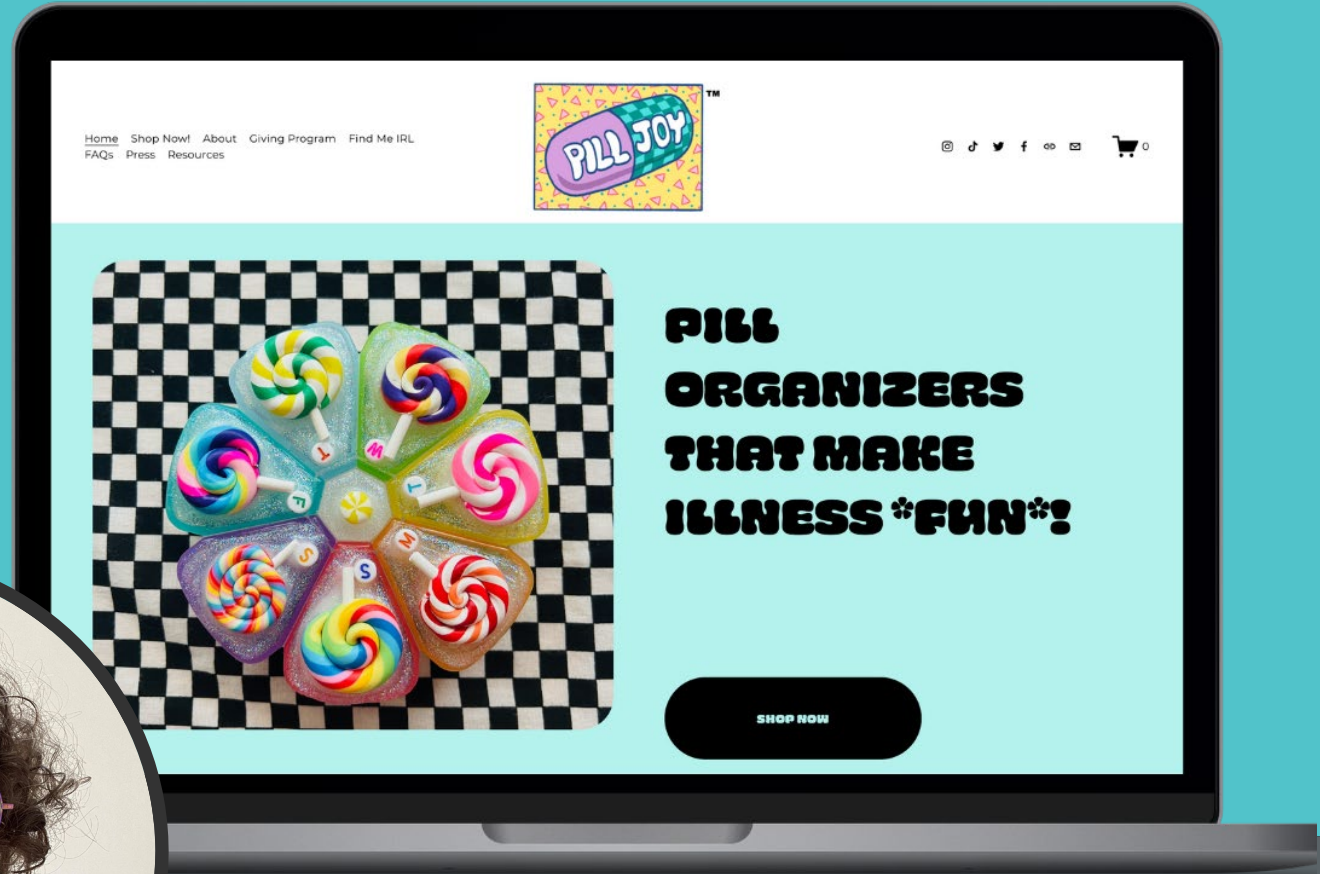 Home Shop Now! About Giving Program Find Me IRL
FAQs Press Resources
PILL JOY
TM
0
T
W
F
T
S
M
S
PILL
ORGANIZERS
THAT MAKE
ILLNESS *FUN*!
SHOP NOW